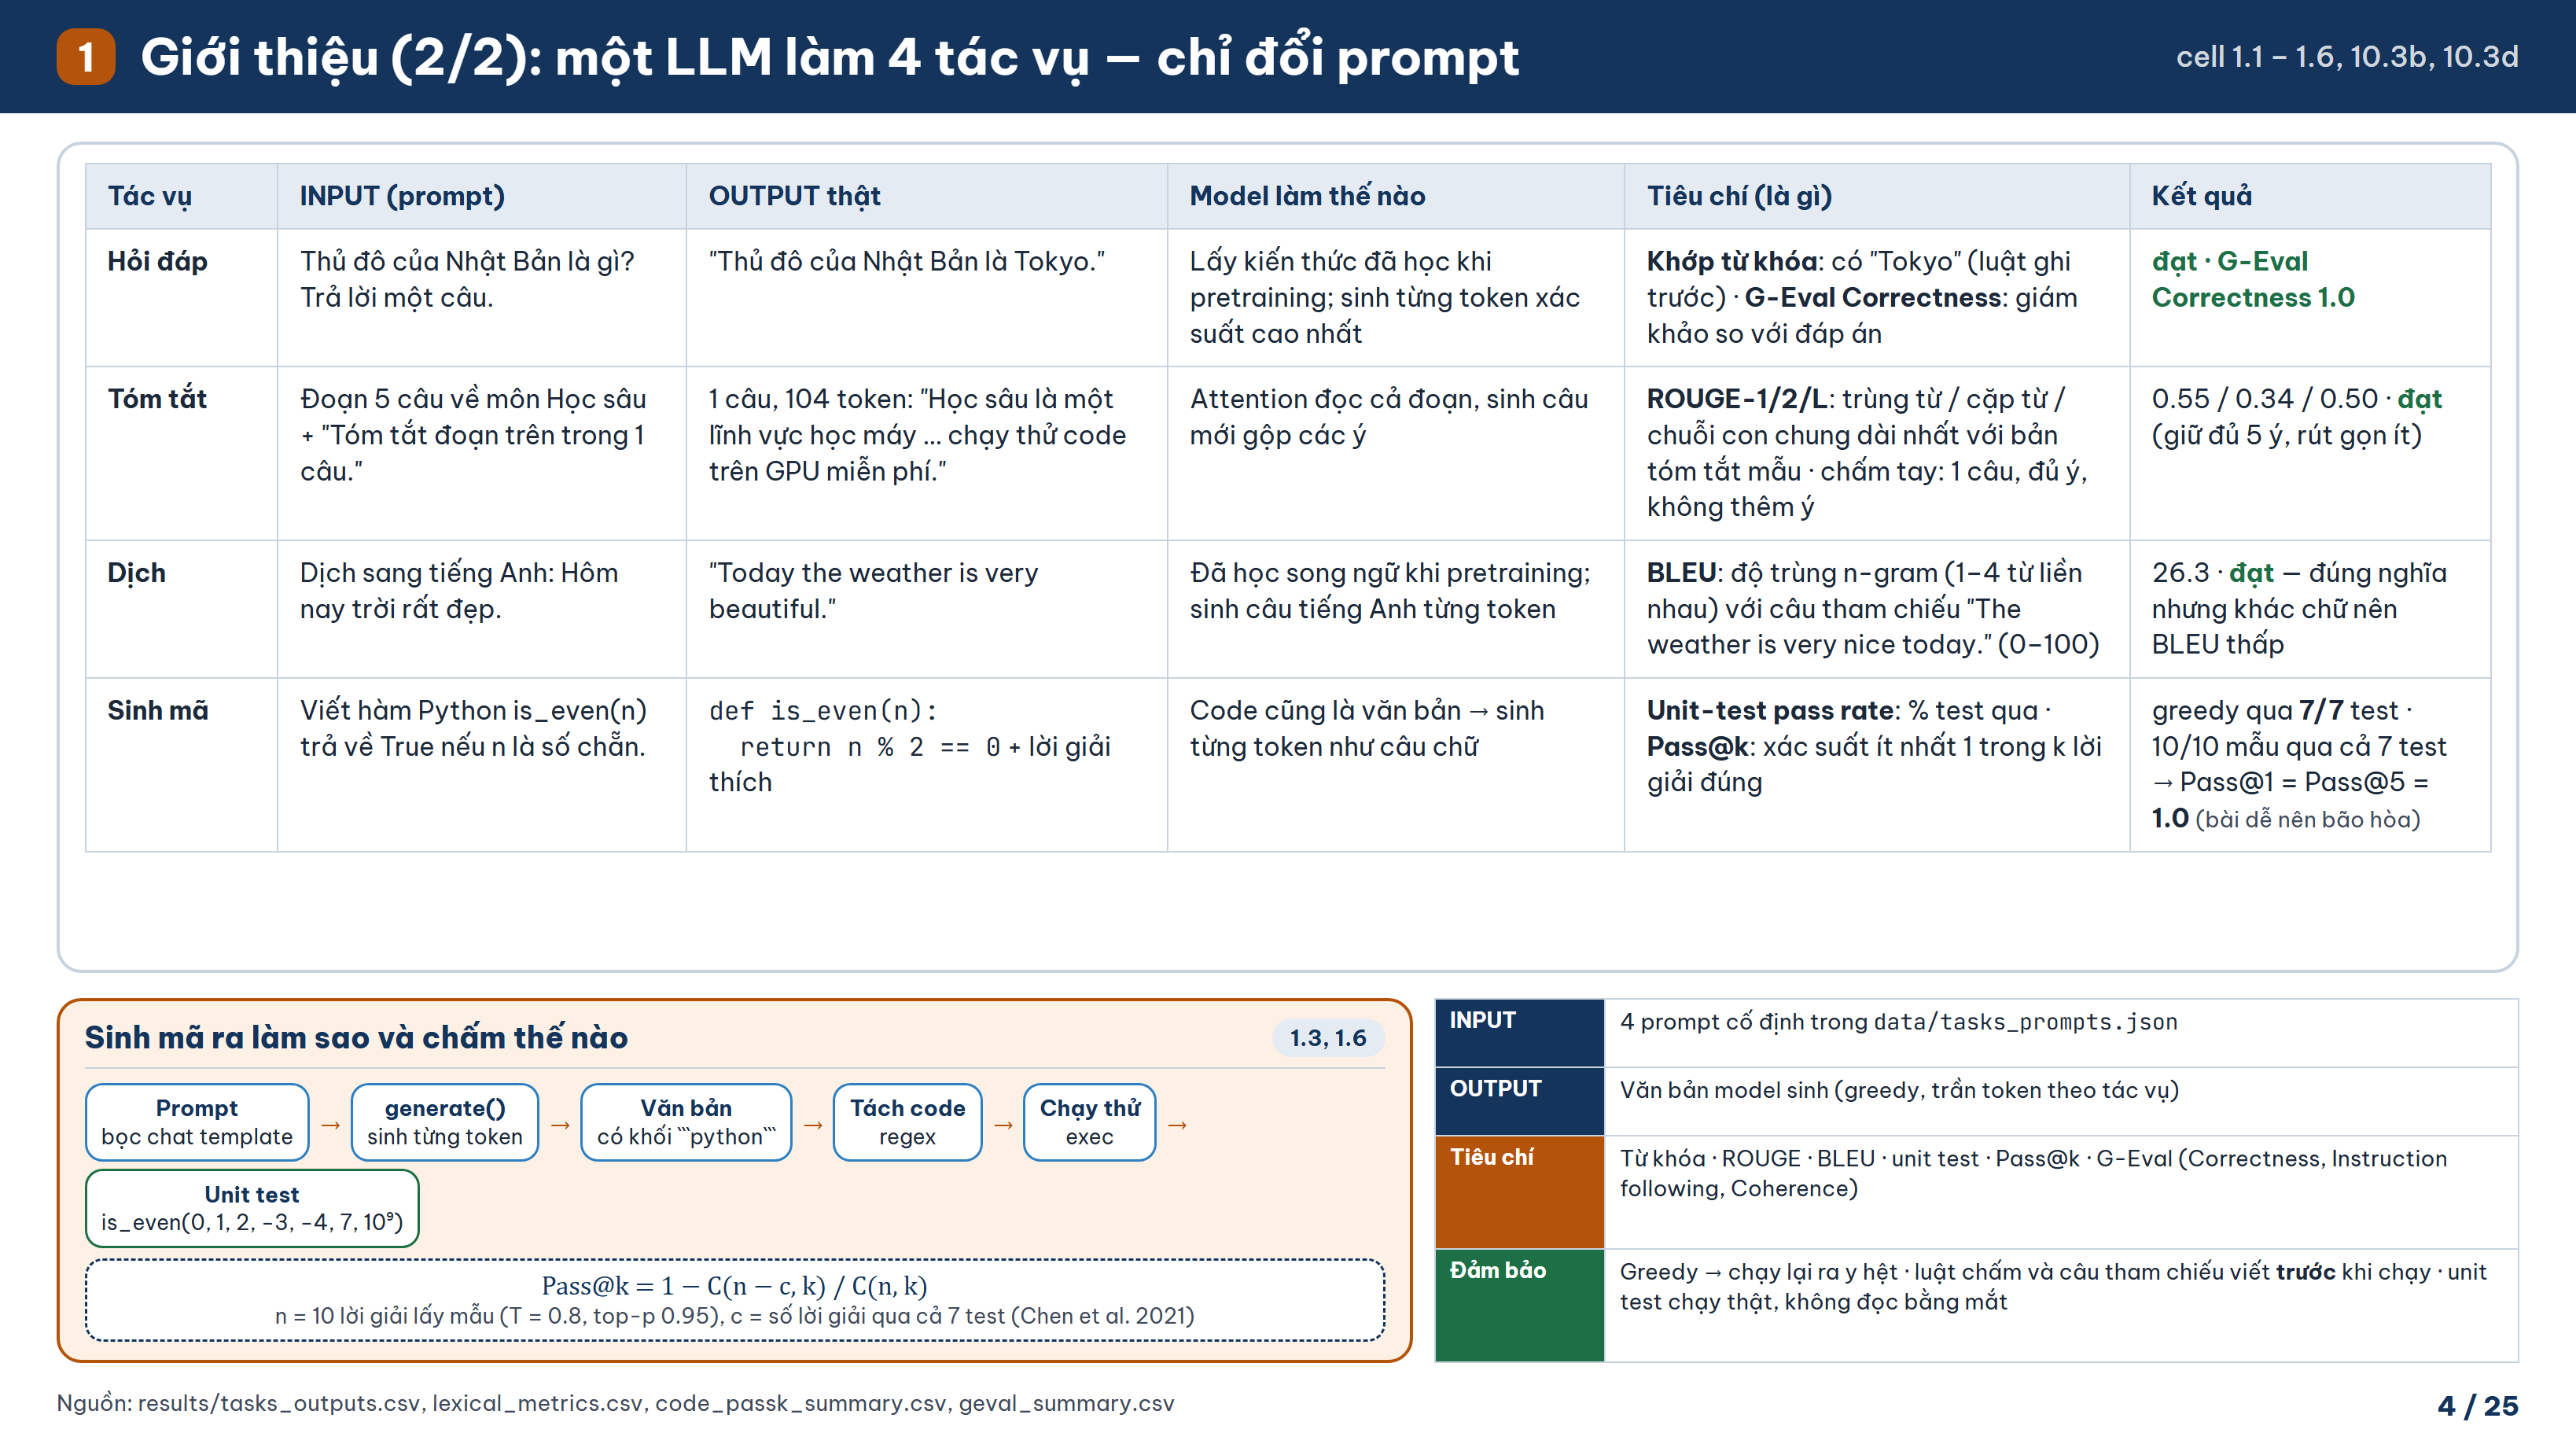 1 Giới thiệu (2/2): một LLM làm 4 tác vụ — chỉ đổi prompt
cell 1.1 – 1.6, 10.3b, 10.3d
Tác vụ
INPUT (prompt)
OUTPUT thật
Model làm thế nào
Tiêu chí (là gì)
Kết quả
Hỏi đáp
Thủ đô của Nhật Bản là gì?
Trả lời một câu.
"Thủ đô của Nhật Bản là Tokyo."
Lấy kiến thức đã học khi
pretraining; sinh từng token xác
suất cao nhất
Khớp từ khóa: có "Tokyo" (luật ghi
trước) · G-Eval Correctness: giám
khảo so với đáp án
đạt · G-Eval
Correctness 1.0
Tóm tắt
Đoạn 5 câu về môn Học sâu
+ "Tóm tắt đoạn trên trong 1
câu."
1 câu, 104 token: "Học sâu là một
lĩnh vực học máy ... chạy thử code
trên GPU miễn phí."
Attention đọc cả đoạn, sinh câu
mới gộp các ý
ROUGE-1/2/L: trùng từ / cặp từ /
chuỗi con chung dài nhất với bản
tóm tắt mẫu · chấm tay: 1 câu, đủ ý,
không thêm ý
0.55 / 0.34 / 0.50 · đạt
(giữ đủ 5 ý, rút gọn ít)
Dịch
Dịch sang tiếng Anh: Hôm
nay trời rất đẹp.
"Today the weather is very
beautiful."
Đã học song ngữ khi pretraining;
sinh câu tiếng Anh từng token
BLEU: độ trùng n-gram (1–4 từ liền
nhau) với câu tham chiếu "The
weather is very nice today." (0–100)
26.3 · đạt — đúng nghĩa
nhưng khác chữ nên
BLEU thấp
Sinh mã
Viết hàm Python is_even(n)
trả về True nếu n là số chẵn.
def is_even(n):
return n % 2 == 0 + lời giải
thích
Code cũng là văn bản → sinh
từng token như câu chữ
Unit-test pass rate: % test qua ·
Pass@k: xác suất ít nhất 1 trong k lời
giải đúng
greedy qua 7/7 test ·
10/10 mẫu qua cả 7 test
→ Pass@1 = Pass@5 =
1.0 (bài dễ nên bão hòa)
Sinh mã ra làm sao và chấm thế nào
1.3, 1.6
Prompt
bọc chat template
→
generate()
sinh từng token
→
Văn bản
có khối ```python```
→
Tách code
regex
→
Chạy thử
exec
→
Unit test
is_even(0, 1, 2, −3, −4, 7, 10⁹)
Pass@k = 1 − C(n − c, k) / C(n, k)
n = 10 lời giải lấy mẫu (T = 0.8, top-p 0.95), c = số lời giải qua cả 7 test (Chen et al. 2021)
INPUT
4 prompt cố định trong data/tasks_prompts.json
OUTPUT
Văn bản model sinh (greedy, trần token theo tác vụ)
Tiêu chí
Từ khóa · ROUGE · BLEU · unit test · Pass@k · G-Eval (Correctness, Instruction
following, Coherence)
Đảm bảo
Greedy → chạy lại ra y hệt · luật chấm và câu tham chiếu viết trước khi chạy · unit
test chạy thật, không đọc bằng mắt
Nguồn: results/tasks_outputs.csv, lexical_metrics.csv, code_passk_summary.csv, geval_summary.csv
4 / 25